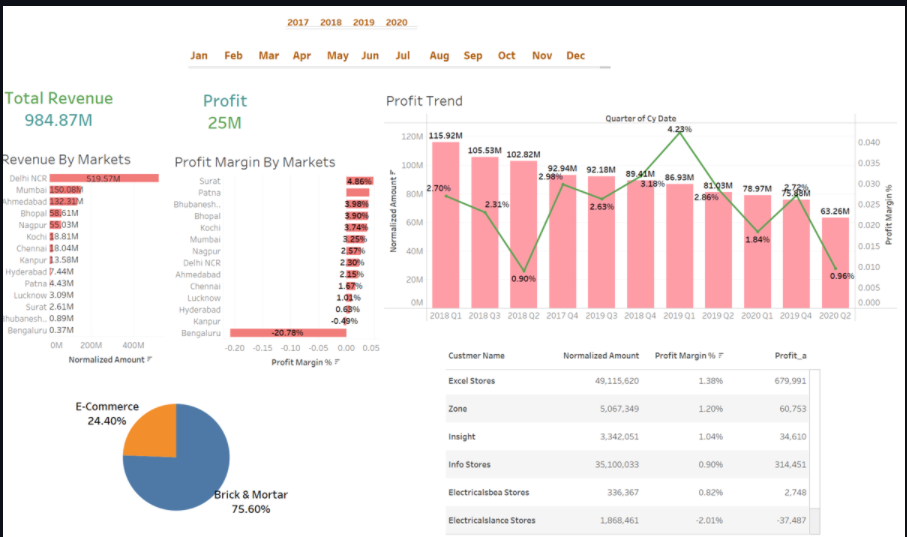 2017 2018 2019 2020
Jan Feb Mar Apr May Jun Jul Aug Sep Oct Nov Dec
Total Revenue
984.87M
Profit
25M
Revenue By Markets
Delhi NCR 519.57M
Mumbai 150.08M
Ahmedabad 132.31M
Bhopal 58.61M
Nagpur 55.03M
Kochi 18.81M
Chennai 18.04M
Kanpur 13.58M
Hyderabad 7.44M
Patna 4.43M
Lucknow 3.09M
Surat 2.61M
hubanesh.. 0.89M
Bengaluru 0.37M
0M 200M 400M
Normalized Amount
Profit Margin By Markets
Surat 4.86%
Patna
Bhubanesh.. 3.98%
Bhopal 3.90%
Kochi 3.74%
Mumbai 3.25%
Nagpur 2.57%
Delhi NCR 2.30%
Ahmedabad 2.15%
Chennai 1.67%
Lucknow 1.01%
Hyderabad 0.63%
Kanpur -0.49%
Bengaluru -20.78%
-0.20 -0.15 -0.10 -0.05 0.00 0.05
Profit Margin %
Profit Trend
Quarter of Cy Date
Normalized Amount
120M
100M
80M
60M
40M
20M
0M
115.92M 105.53M 102.82M 92.94M 92.18M 89.41M 86.93M 81.03M 78.97M 75.88M 63.26M
2.70% 2.31% 0.90% 2.98% 2.63% 3.18% 4.23% 2.86% 1.84% 2.72% 0.96%
2018 Q1 2018 Q3 2018 Q2 2017 Q4 2019 Q3 2018 Q4 2019 Q1 2019 Q2 2020 Q1 2019 Q4 2020 Q2
0.040
0.035
0.030
0.025
0.020
0.015
0.010
0.005
0.000
Profit Margin %
Custmer Name Normalized Amount Profit Margin % Profit_a
Excel Stores 49,115,620 1.38% 679,991
Zone 5,067,349 1.20% 60,753
Insight 3,342,051 1.04% 34,610
Info Stores 35,100,033 0.90% 314,451
Electricalsbea Stores 336,367 0.82% 2,748
Electricalslance Stores 1,868,461 -2.01% -37,487
E-Commerce
24.40%
Brick & Mortar
75.60%